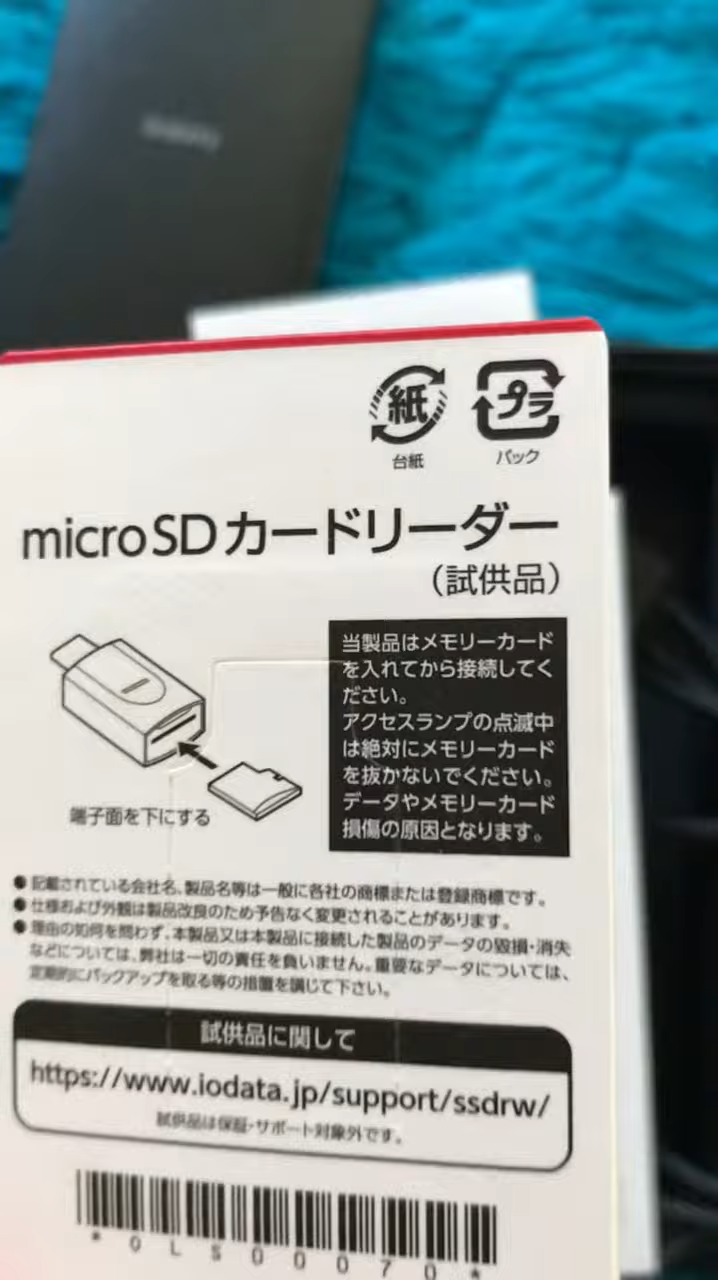 紙
台紙
プラ
パック
microSDカードリーダー
(試供品)
当製品はメモリーカード
を入れてから接続してく
ださい。
アクセスランプの点滅中
は絶対にメモリーカード
を抜かないでください。
データやメモリーカード
損傷の原因となります。
端子面を下にする
●記載されている会社名、製品名等は一般に各社の商標または登録商標です。
●仕様および外観は製品改良のため予告なく変更されることがあります。
●理由の如何を問わず、本製品又は本製品に接続した製品のデータの毀損・消失
などについては、弊社は一切の責任を負いません。重要なデータについては、
定期的にバックアップを取る等の措置を講じて下さい。
試供品に関して
https://www.iodata.jp/support/ssdrw/
試供品は保証・サポート対象外です。
*0LS00070*